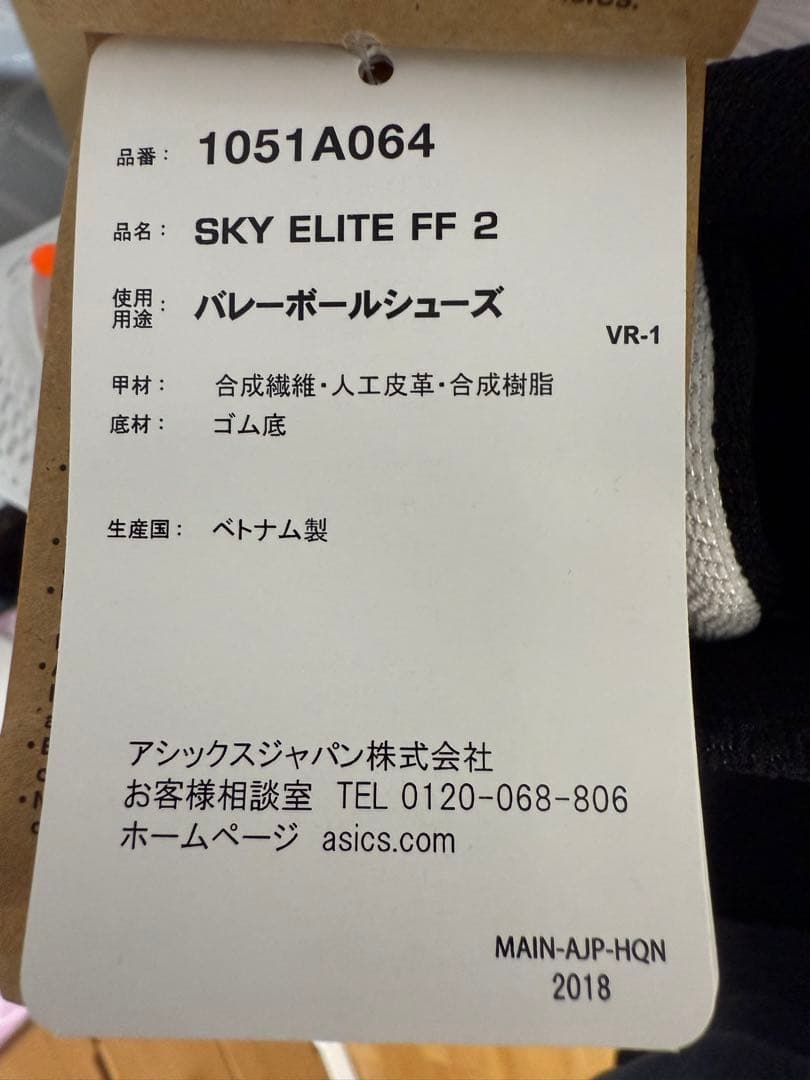 品番： 1051A064
品名： SKY ELITE FF 2
使用用途： バレーボールシューズ
VR-1
甲材： 合成繊維・人工皮革・合成樹脂
底材： ゴム底
生産国： ベトナム製
アシックスジャパン株式会社
お客様相談室 TEL 0120-068-806
ホームページ asics.com
MAIN-AJP-HQN
2018